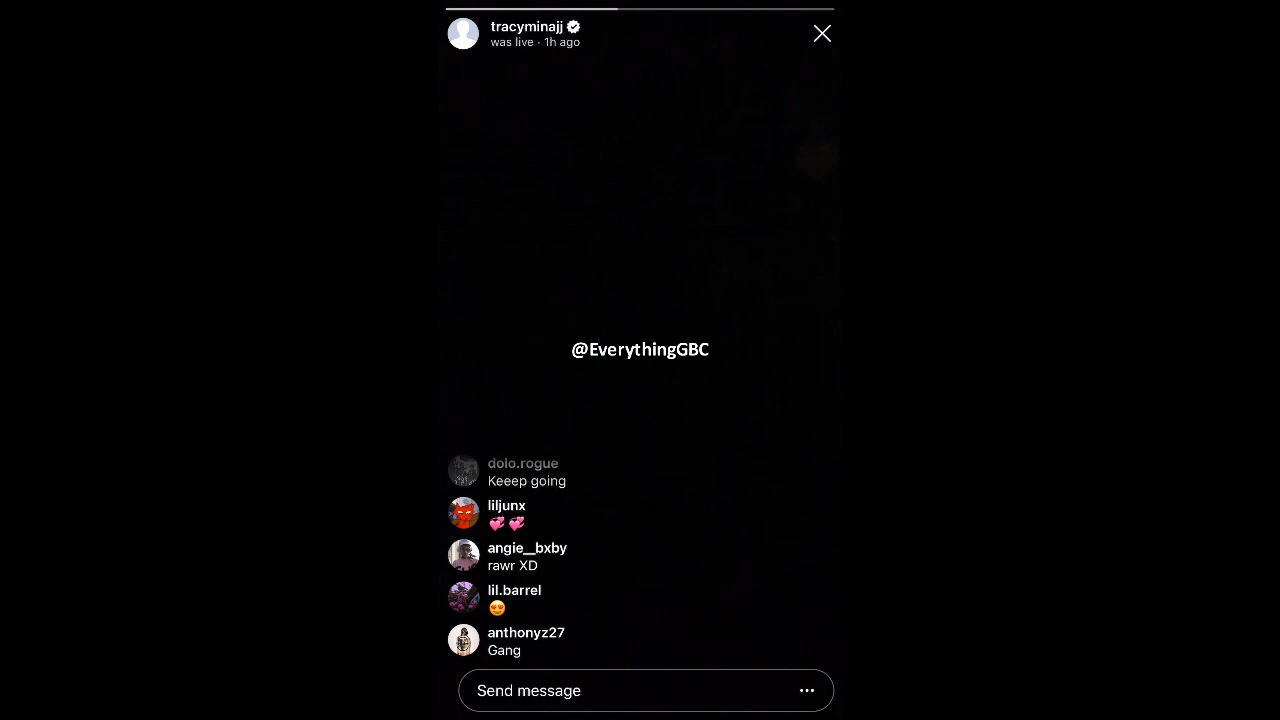 tracyminajj
was live · 1h ago
@EverythingGBC
dolo.rogue
Keeep going
liljunx
💞 💞
angie__bxby
rawr XD
lil.barrel
😍
anthonyz27
Gang
Send message